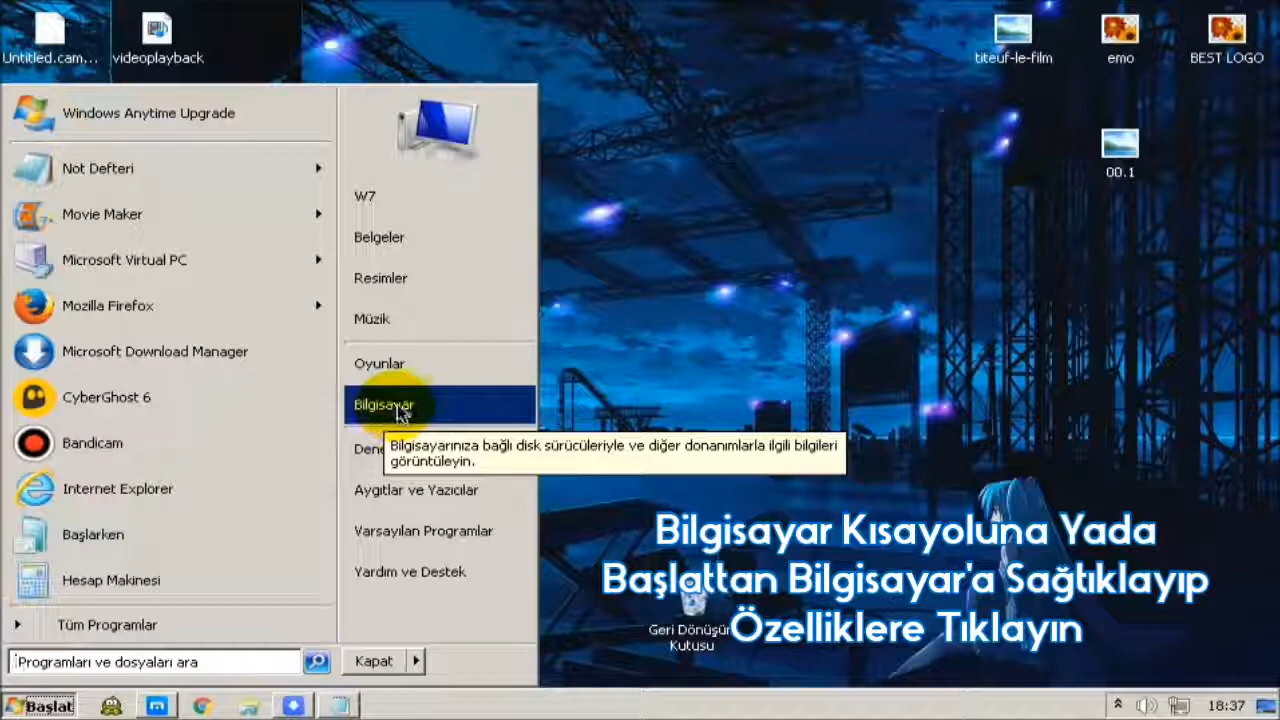 Untitled.cam...
videoplayback
titeuf-le-film
emo
BEST LOGO
00.1
Windows Anytime Upgrade
Not Defteri
Movie Maker
Microsoft Virtual PC
Mozilla Firefox
Microsoft Download Manager
CyberGhost 6
Bandicam
Internet Explorer
Başlarken
Hesap Makinesi
Tüm Programlar
Programları ve dosyaları ara
W7
Belgeler
Resimler
Müzik
Oyunlar
Bilgisayar
Dene
Bilgisayarınıza bağlı disk sürücüleriyle ve diğer donanımlarla ilgili bilgileri
görüntüleyin.
Aygıtlar ve Yazıcılar
Varsayılan Programlar
Yardım ve Destek
Kapat
Bilgisayar Kısayoluna Yada
Başlattan Bilgisayar'a Sağtıklayıp
Özelliklere Tıklayın
Geri Dönüşür
Kutusu
Başlat
18:37